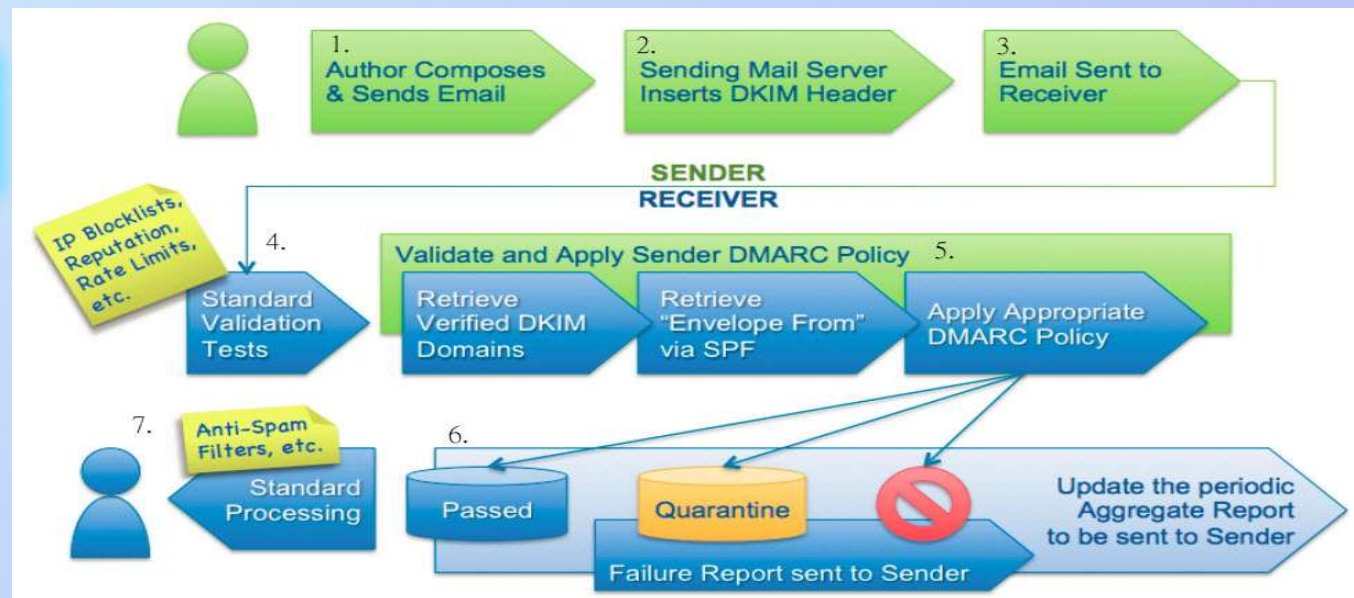 1.
Author Composes
& Sends Email
2.
Sending Mail Server
Inserts DKIM Header
3.
Email Sent to
Receiver
SENDER
RECEIVER
IP Blocklists,
Reputation,
Rate Limits,
etc.
4.
Standard
Validation
Tests
Validate and Apply Sender DMARC Policy
5.
Retrieve
Verified DKIM
Domains
Retrieve
“Envelope From”
via SPF
Apply Appropriate
DMARC Policy
7.
Anti-Spam
Filters, etc.
Standard
Processing
6.
Passed
Quarantine
Update the periodic
Aggregate Report
to be sent to Sender
Failure Report sent to Sender